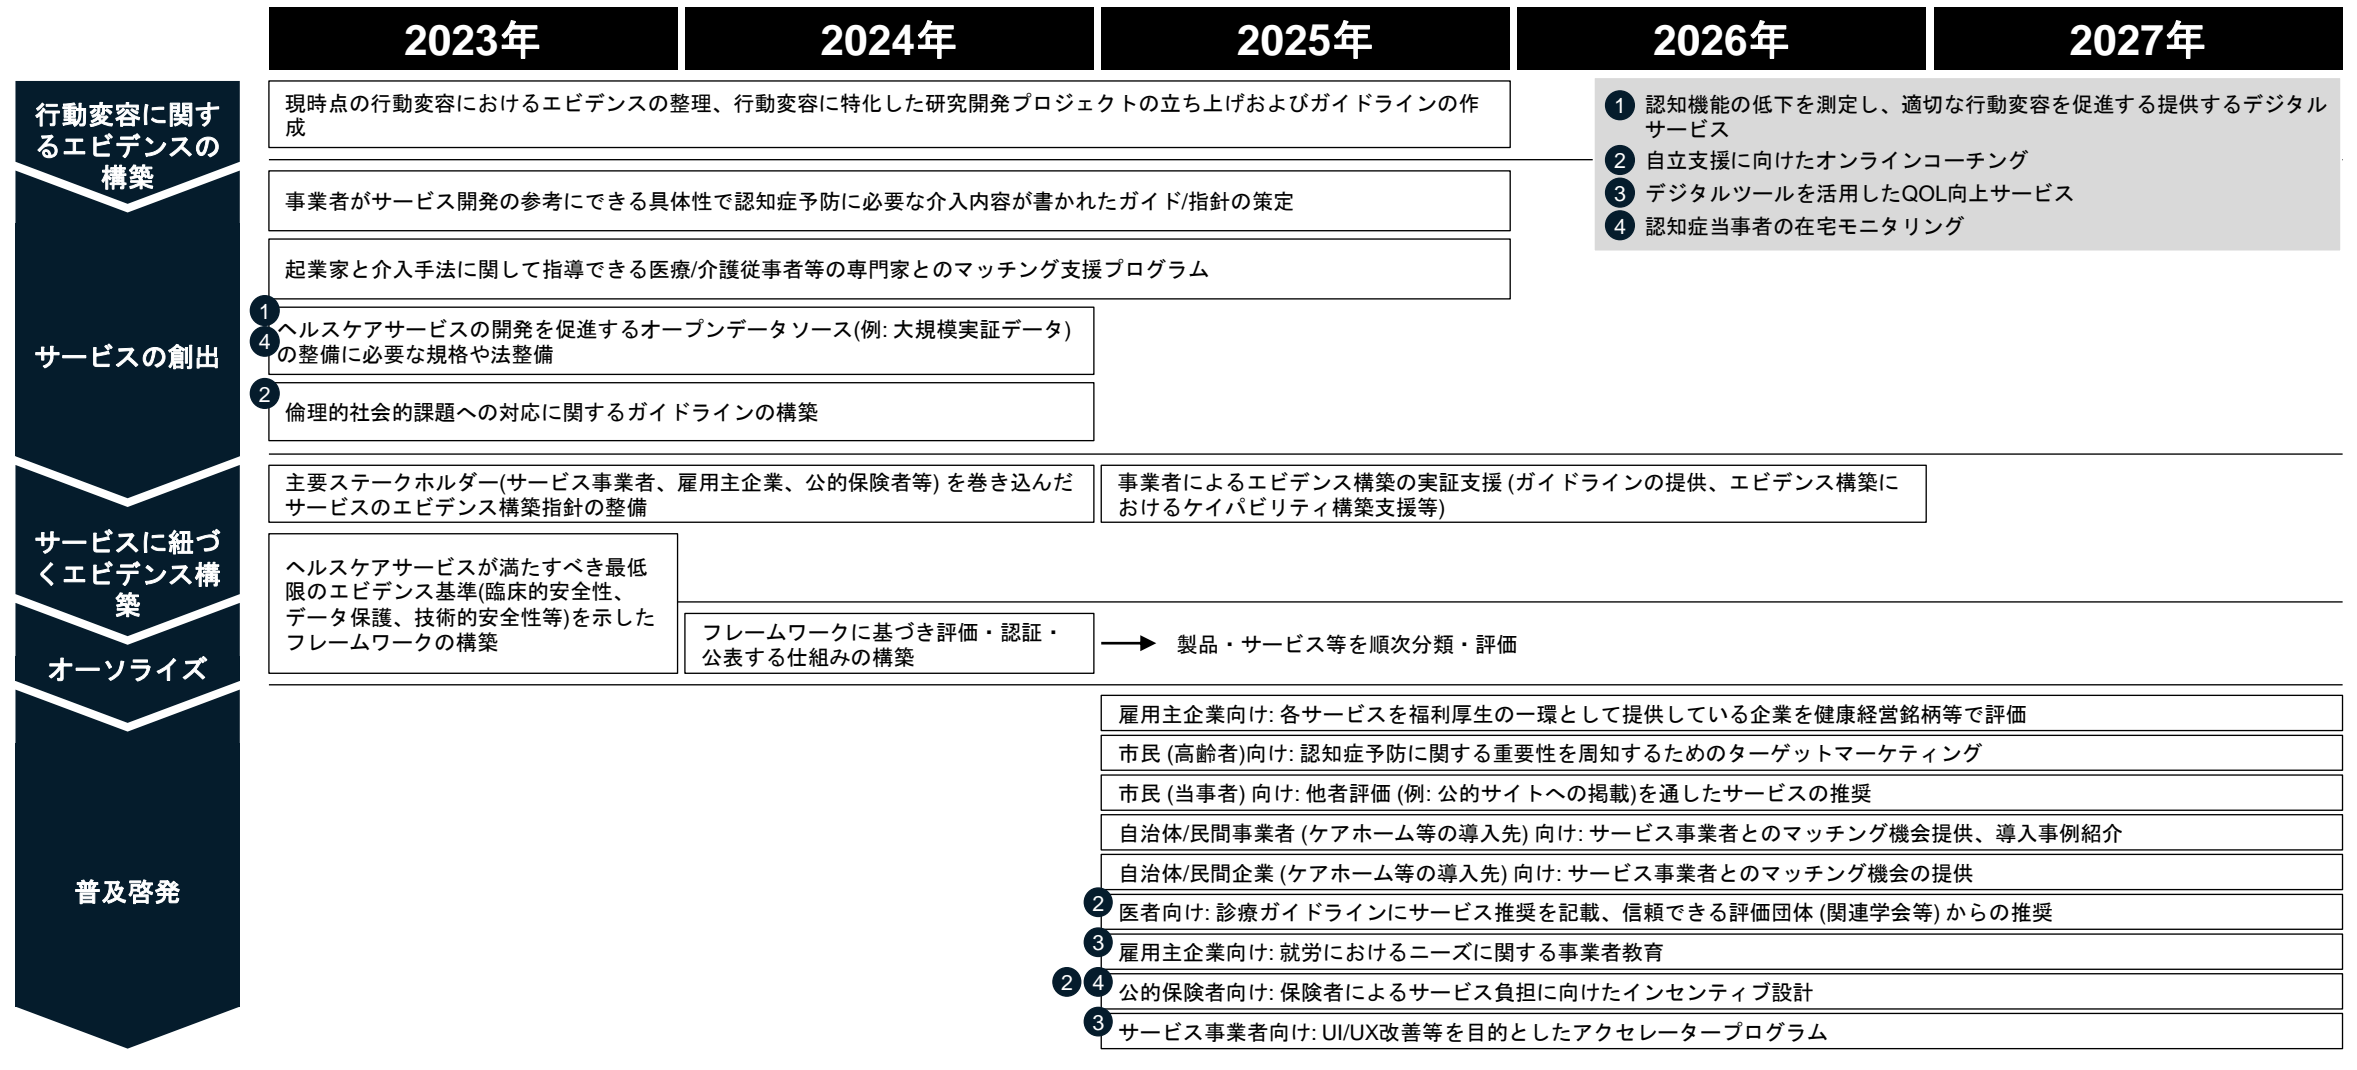 2023年
2024年
2025年
2026年
2027年
行動変容に関す
るエビデンスの
構築
現時点の行動変容におけるエビデンスの整理、行動変容に特化した研究開発プロジェクトの立ち上げおよびガイドラインの作
成
1 認知機能の低下を測定し、適切な行動変容を促進する提供するデジタル
サービス
2 自立支援に向けたオンラインコーチング
3 デジタルツールを活用したQOL向上サービス
4 認知症当事者の在宅モニタリング
サービスの創出
事業者がサービス開発の参考にできる具体性で認知症予防に必要な介入内容が書かれたガイド/指針の策定
起業家と介入手法に関して指導できる医療/介護従事者等の専門家とのマッチング支援プログラム
1
4
ヘルスケアサービスの開発を促進するオープンデータソース(例: 大規模実証データ)
の整備に必要な規格や法整備
2
倫理的社会的課題への対応に関するガイドラインの構築
サービスに紐づ
くエビデンス構
築
主要ステークホルダー(サービス事業者、雇用主企業、公的保険者等) を巻き込んだ
サービスのエビデンス構築指針の整備
事業者によるエビデンス構築の実証支援 (ガイドラインの提供、エビデンス構築に
おけるケイパビリティ構築支援等)
ヘルスケアサービスが満たすべき最低
限のエビデンス基準(臨床的安全性、
データ保護、技術的安全性等)を示した
フレームワークの構築
オーソライズ
フレームワークに基づき評価・認証・
公表する仕組みの構築
製品・サービス等を順次分類・評価
普及啓発
雇用主企業向け: 各サービスを福利厚生の一環として提供している企業を健康経営銘柄等で評価
市民 (高齢者)向け: 認知症予防に関する重要性を周知するためのターゲットマーケティング
市民 (当事者) 向け: 他者評価 (例: 公的サイトへの掲載)を通したサービスの推奨
自治体/民間事業者 (ケアホーム等の導入先) 向け: サービス事業者とのマッチング機会提供、導入事例紹介
自治体/民間企業 (ケアホーム等の導入先) 向け: サービス事業者とのマッチング機会の提供
2 医者向け: 診療ガイドラインにサービス推奨を記載、信頼できる評価団体 (関連学会等) からの推奨
3 雇用主企業向け: 就労におけるニーズに関する事業者教育
2 4 公的保険者向け: 保険者によるサービス負担に向けたインセンティブ設計
3 サービス事業者向け: UI/UX改善等を目的としたアクセレータープログラム